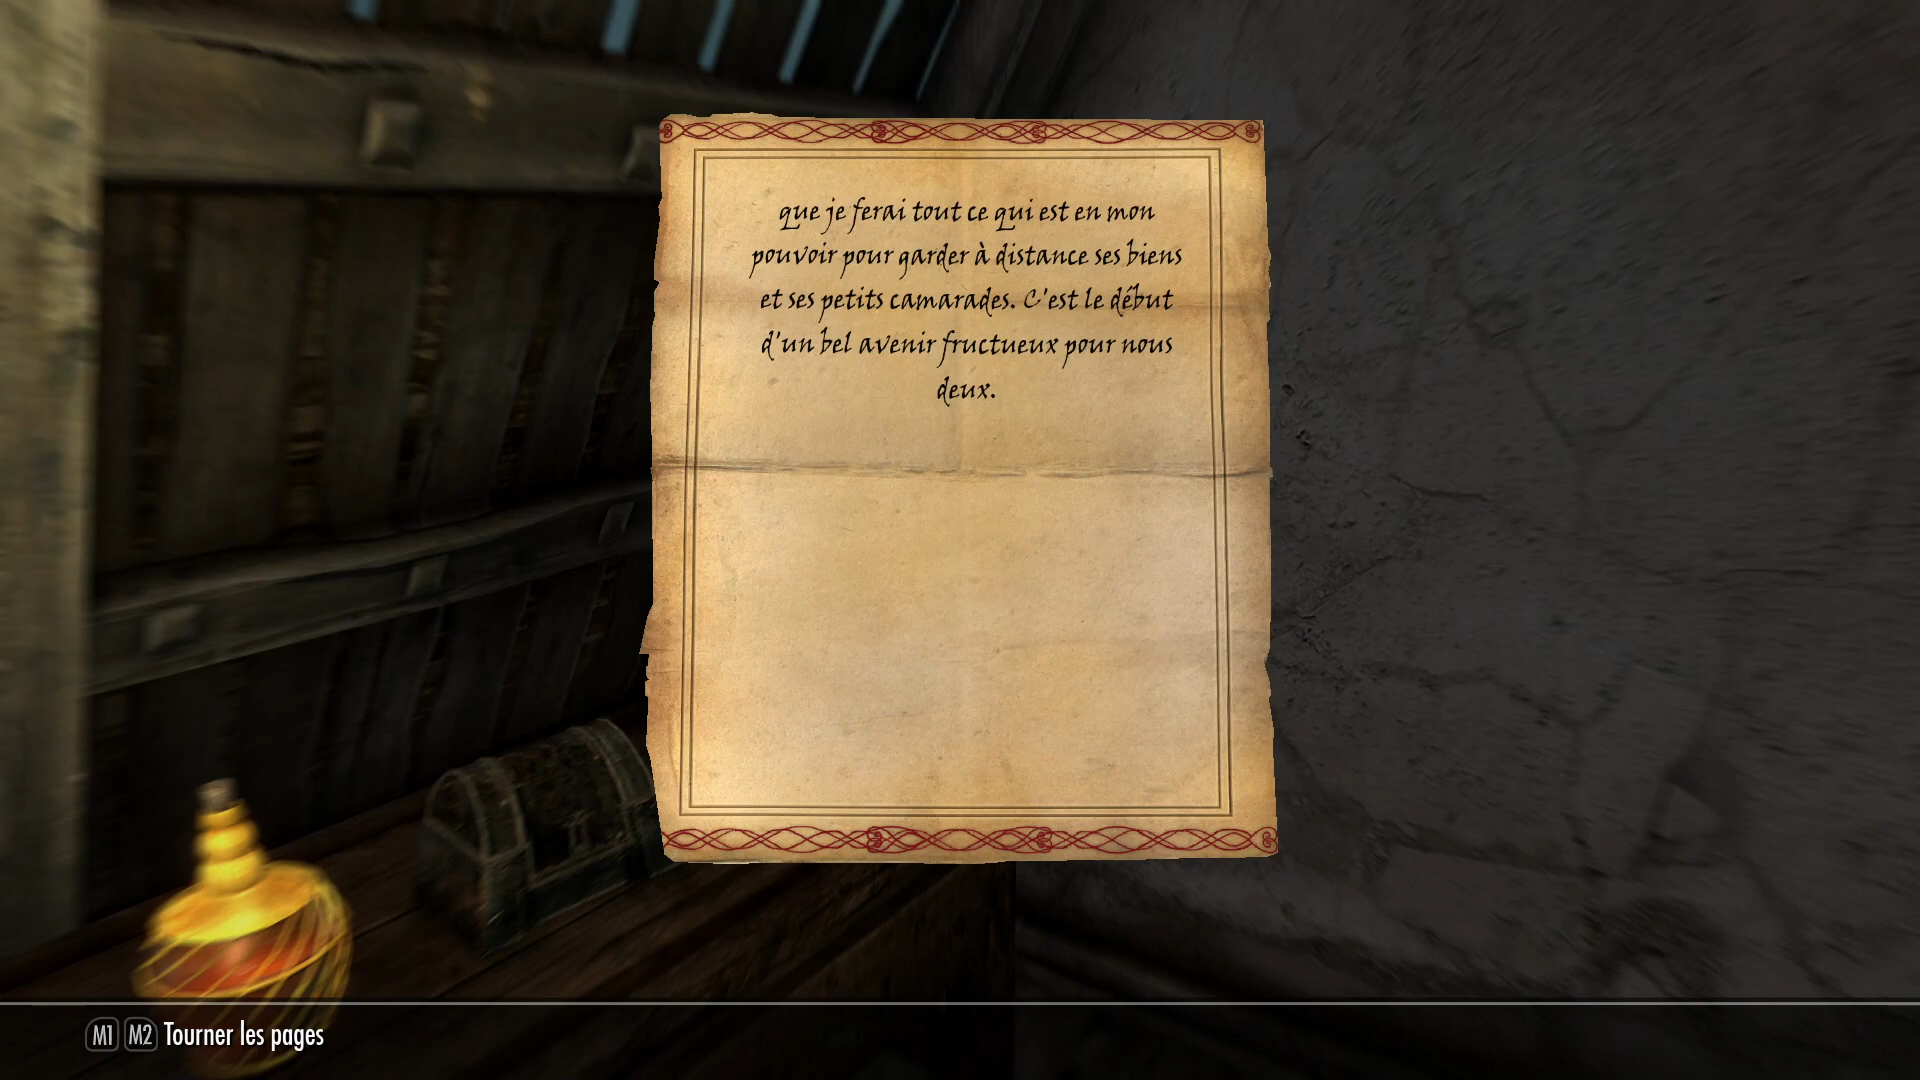 que je ferai tout ce qui est en mon
pouvoir pour garder à distance ses biens
et ses petits camarades. C'est le début
d'un bel avenir fructueux pour nous
deux.
M1 M2 Tourner les pages